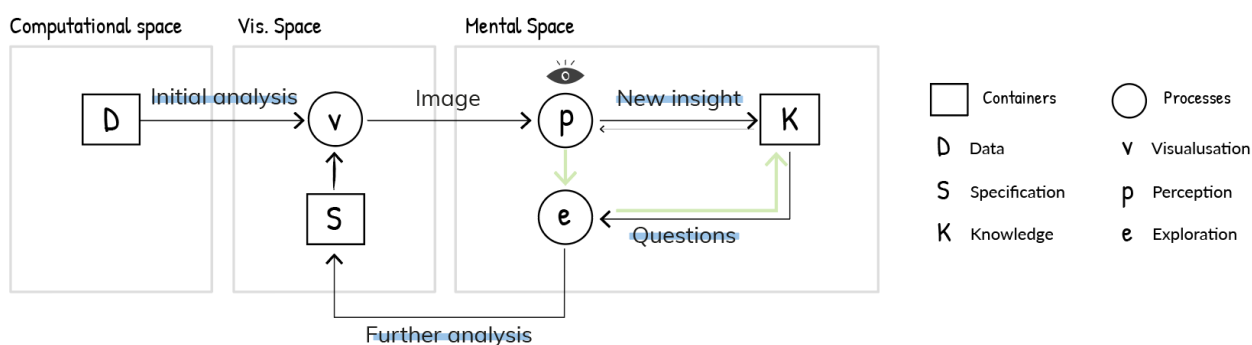 Computational space
Vis. Space
Mental Space
Initial analysis
Image
New insight
D
v
p
K
S
e
Questions
Further analysis
Containers
Processes
D Data
v Visualusation
S Specification
p Perception
K Knowledge
e Exploration